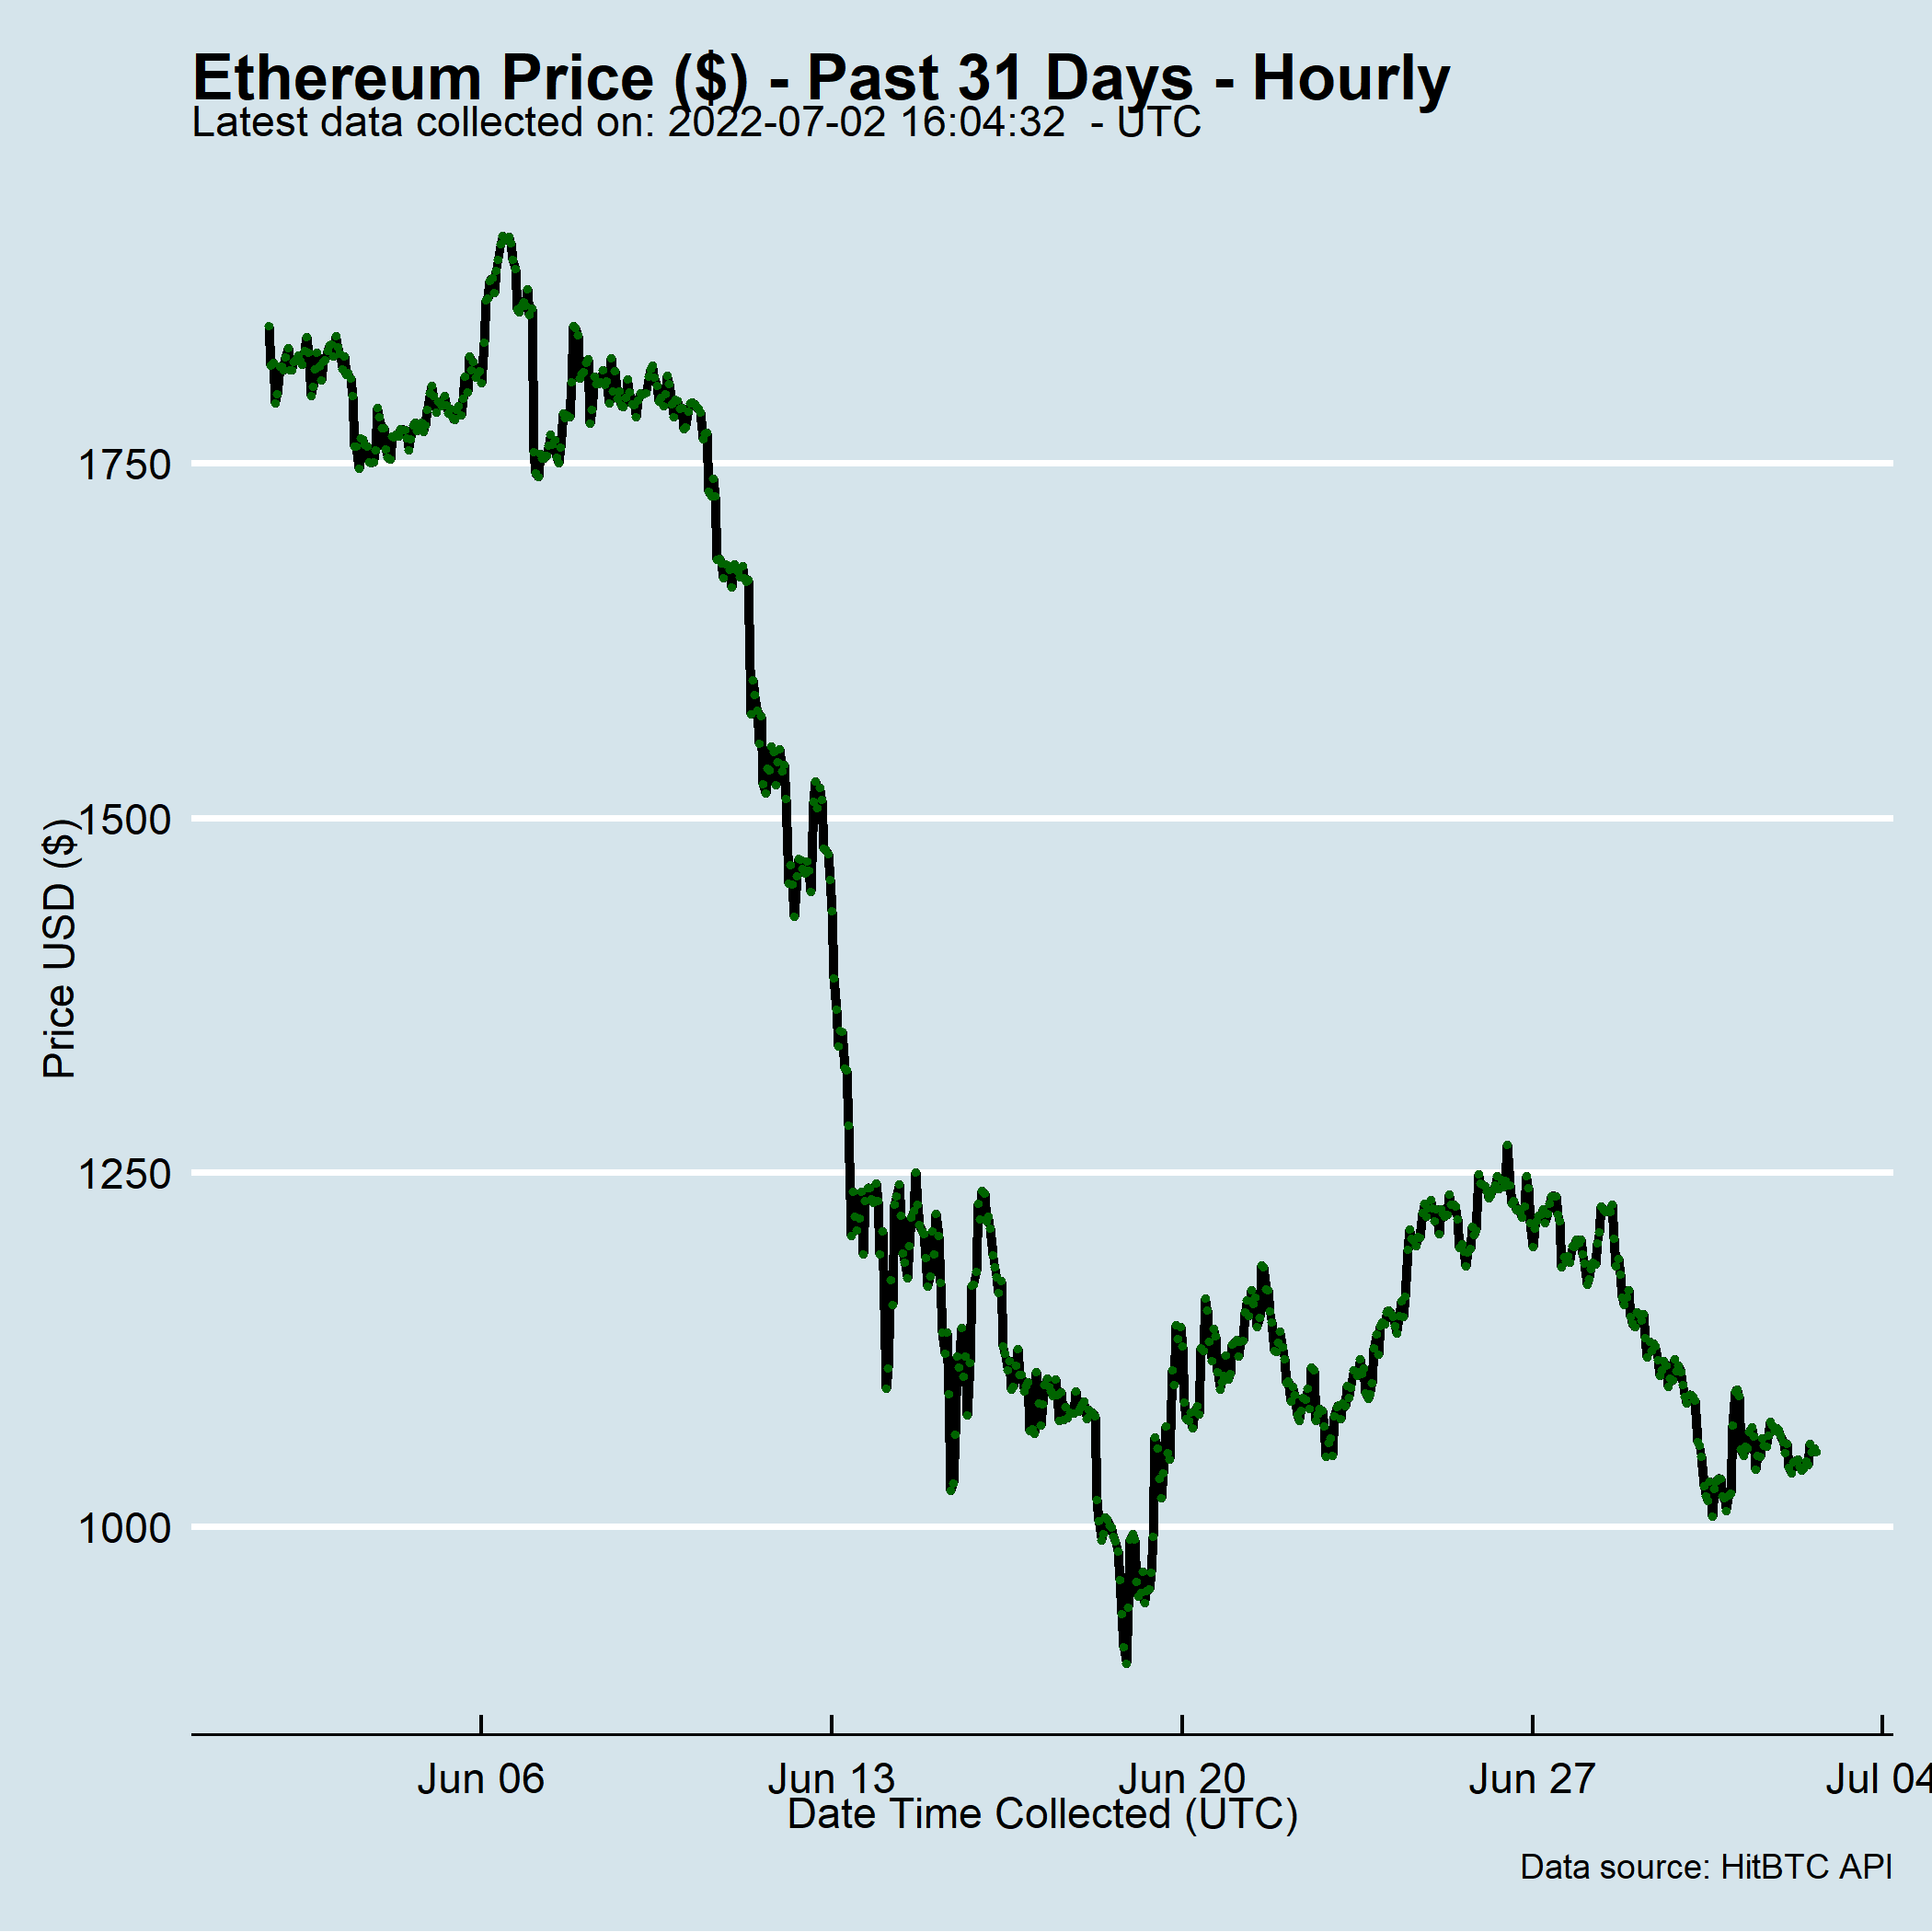 Ethereum Price ($) - Past 31 Days - Hourly
Latest data collected on: 2022-07-02 16:04:32  - UTC
1750
1500
1250
1000
Price USD ($)
Jun 06
Jun 13
Jun 20
Jun 27
Jul 04
Date Time Collected (UTC)
Data source: HitBTC API